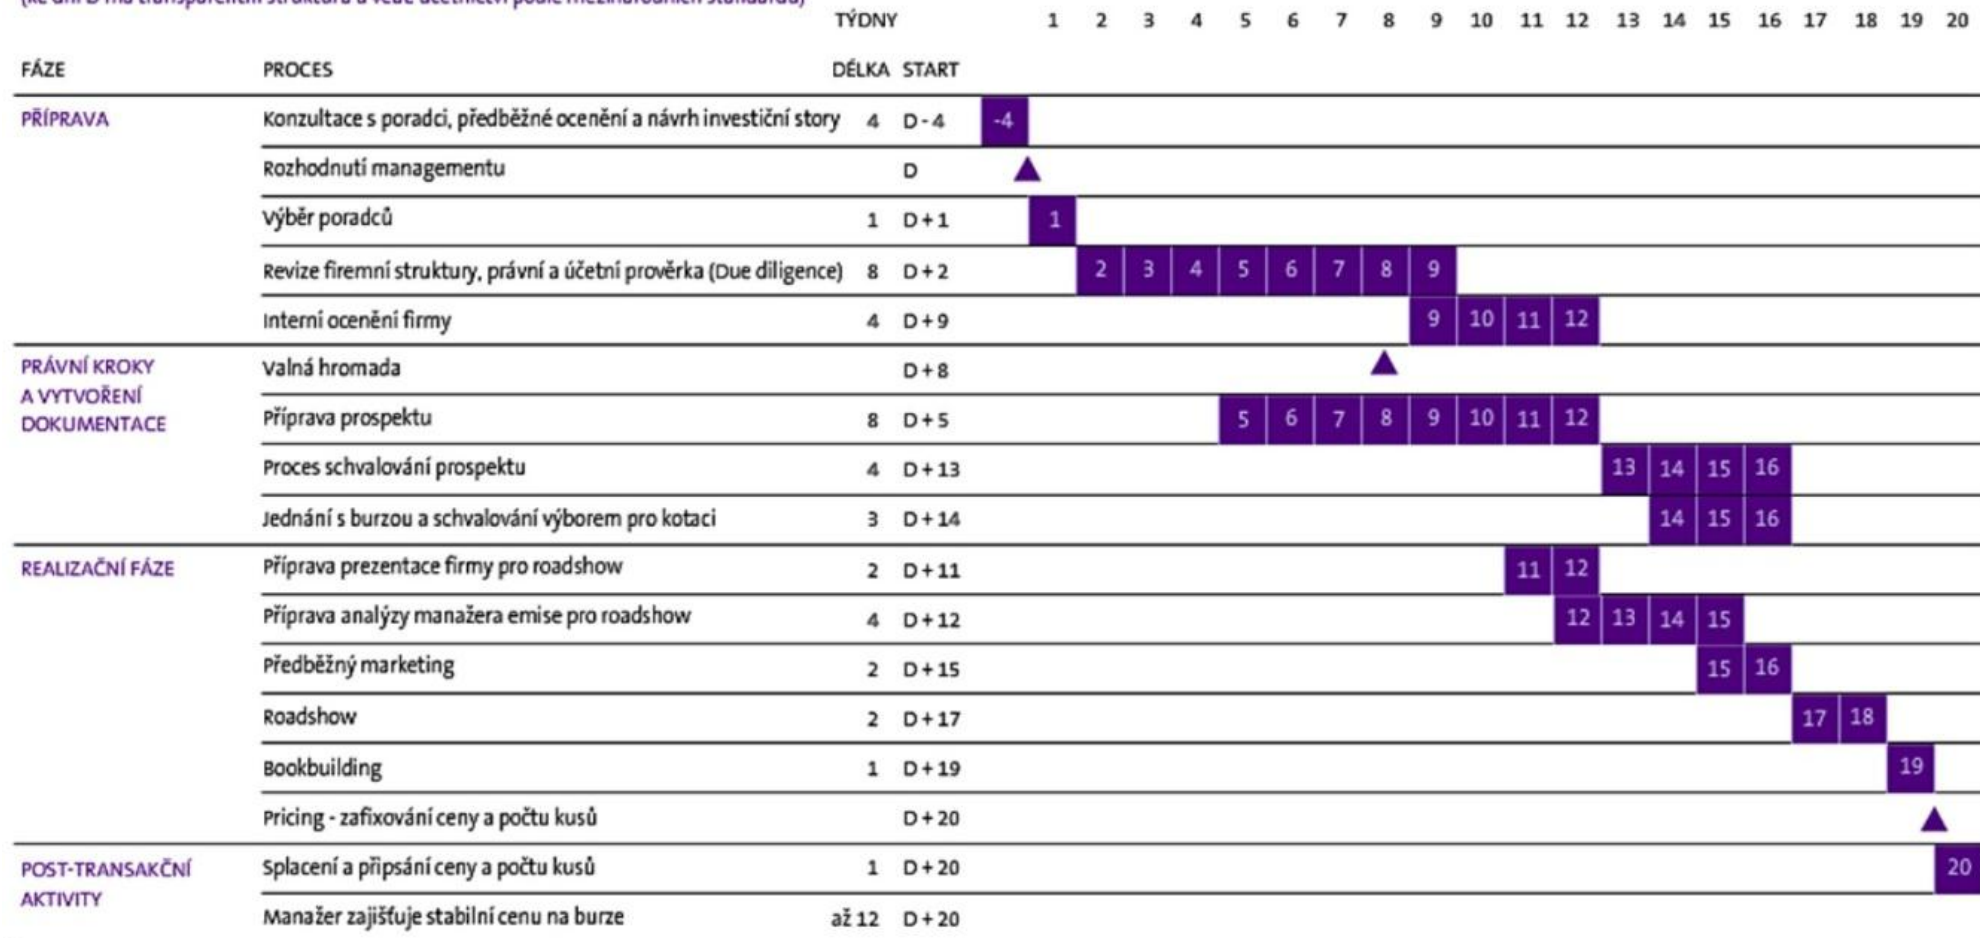 TÝDNY 1 2 3 4 5 6 7 8 9 10 11 12 13 14 15 16 17 18 19 20
FÁZE PROCES DÉLKA START
PŘÍPRAVA Konzultace s poradci, předběžné ocenění a návrh investiční story 4 D - 4 -4
Rozhodnutí managementu D
Výběr poradců 1 D + 1 1
Revize firemní struktury, právní a účetní prověrka (Due diligence) 8 D + 2 2 3 4 5 6 7 8 9
Interní ocenění firmy 4 D + 9 9 10 11 12
PRÁVNÍ KROKY Valná hromada D + 8
A VYTVOŘENÍ
DOKUMENTACE Příprava prospektu 8 D + 5 5 6 7 8 9 10 11 12
Proces schvalování prospektu 4 D + 13 13 14 15 16
Jednání s burzou a schvalování výborem pro kotaci 3 D + 14 14 15 16
REALIZAČNÍ FÁZE Příprava prezentace firmy pro roadshow 2 D + 11 11 12
Příprava analýzy manažera emise pro roadshow 4 D + 12 12 13 14 15
Předběžný marketing 2 D + 15 15 16
Roadshow 2 D + 17 17 18
Bookbuilding 1 D + 19 19
Pricing - zafixování ceny a počtu kusů D + 20
POST-TRANSAKČNÍ Splacení a připsání ceny a počtu kusů 1 D + 20 20
AKTIVITY
Manažer zajišťuje stabilní cenu na burze až 12 D + 20